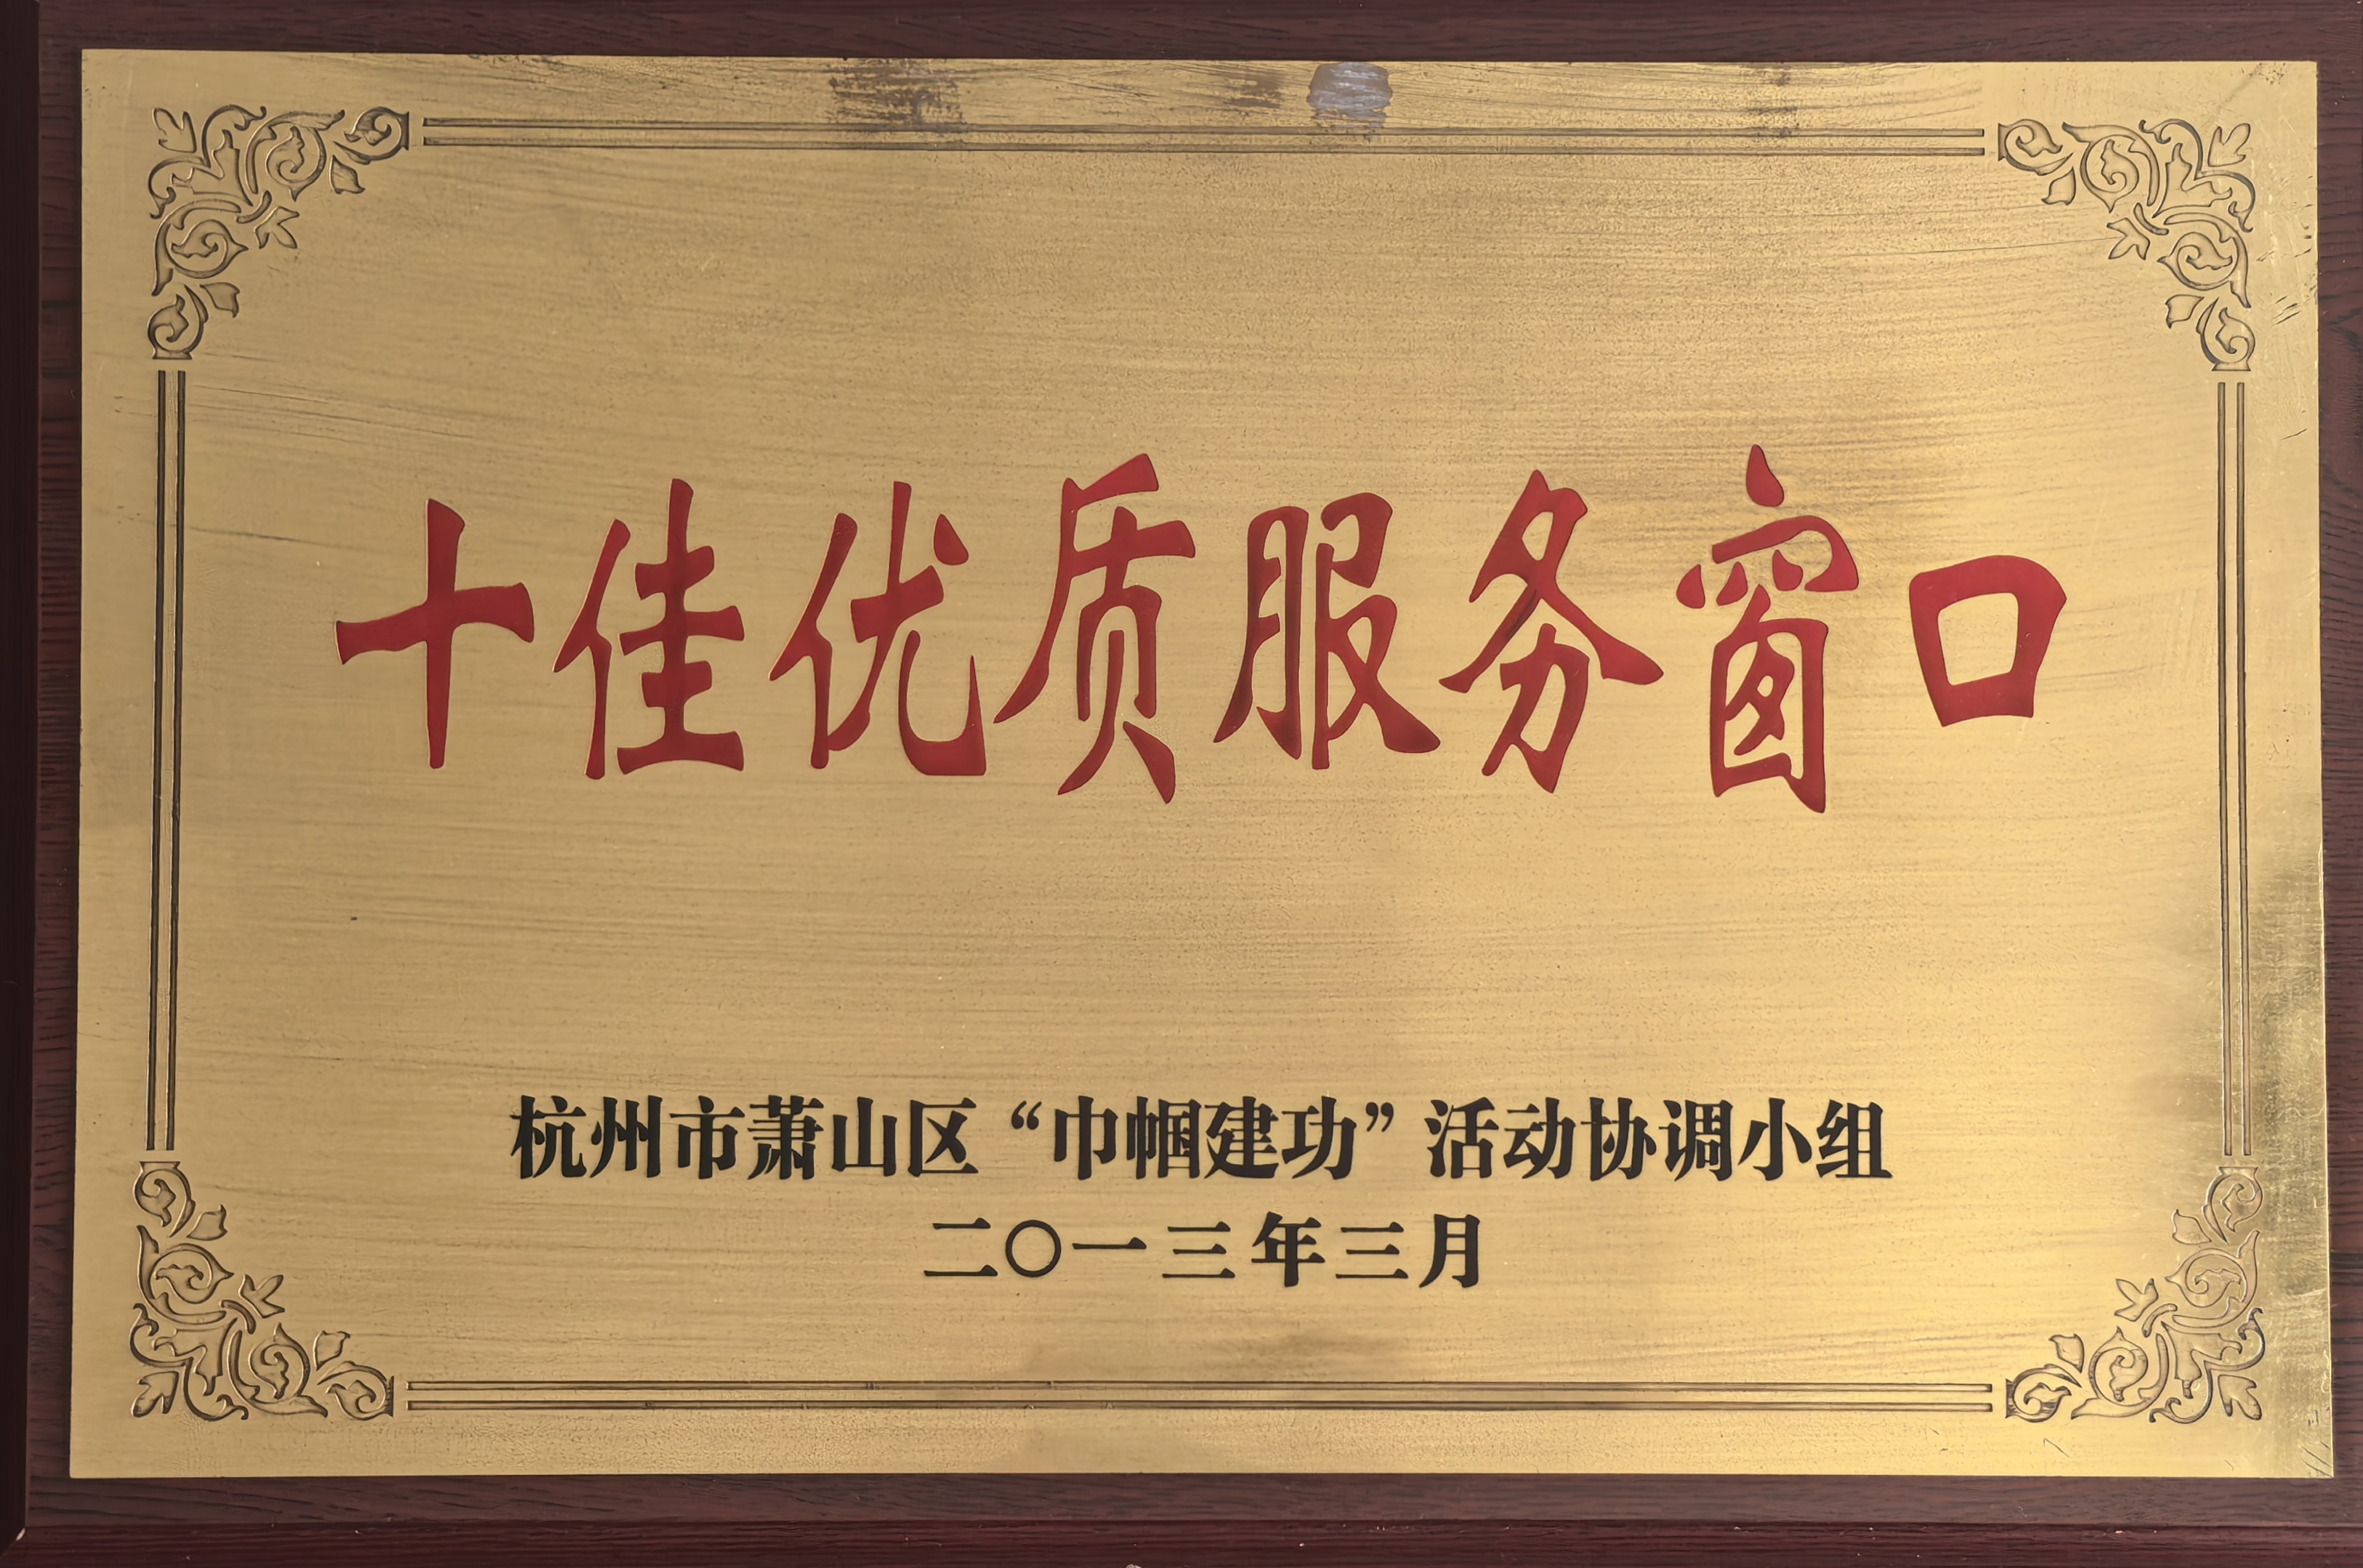 十佳优质服务窗口
杭州市萧山区“巾帼建功”活动协调小组
二〇一三年三月